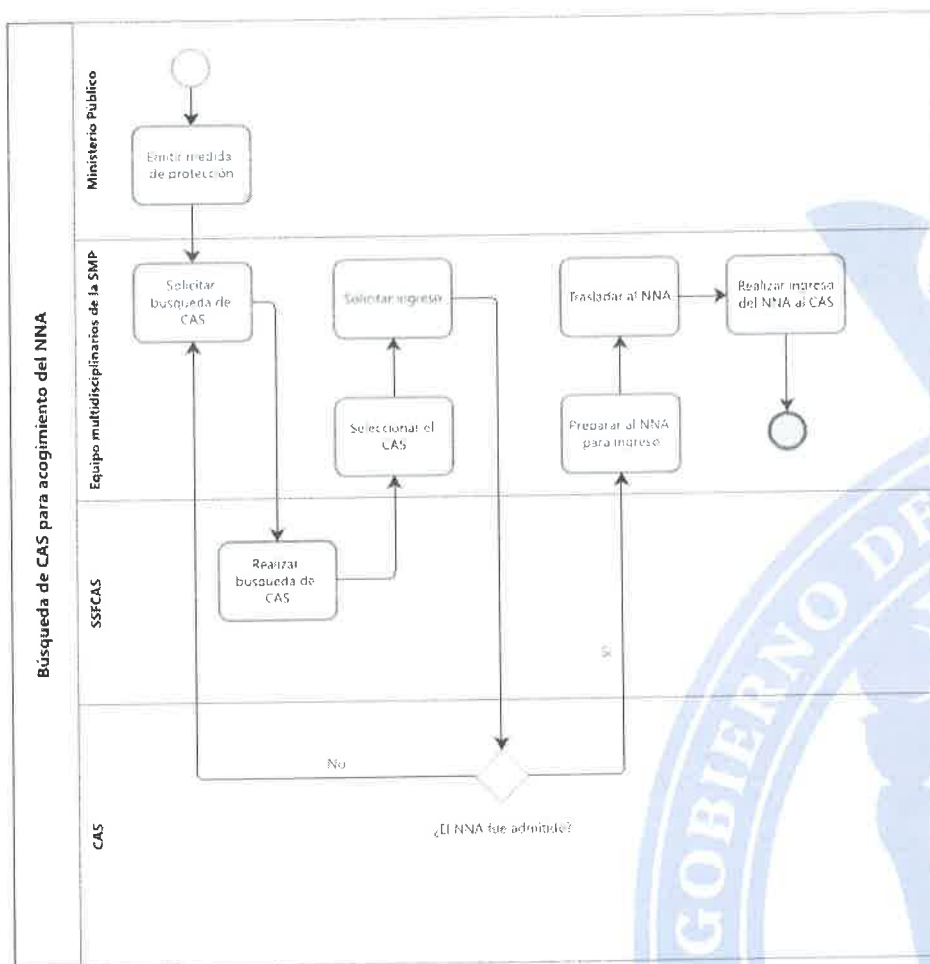 Búsqueda de CAS para acogimiento del NNA
Ministerio Público
Emitir medida
de protección
Equipo multidisciplinarios de la SMP
Solicitar
busqueda de
CAS
Solicitar ingreso
Seleccionar el
CAS
Trasladar al NNA
Realizar ingreso
del NNA al CAS
Preparar al NNA
para ingreso
SSFCAS
Realizar
busqueda de
CAS
Si
CAS
No
¿El NNA fue admitido?
GOBIERNO DE